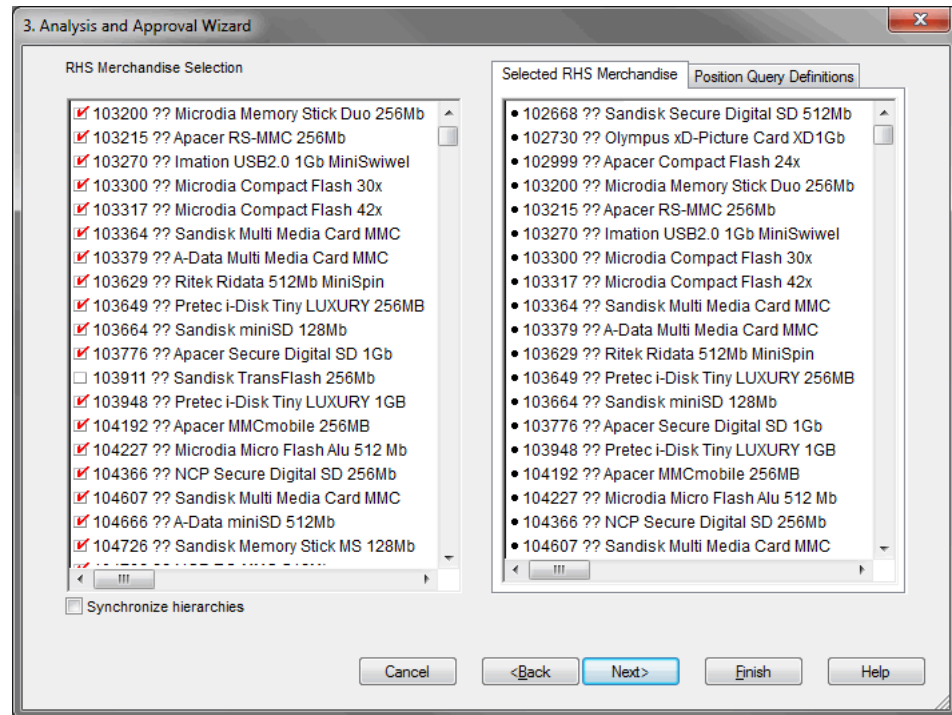 3. Analysis and Approval Wizard
RHS Merchandise Selection
103200 ?? Microdia Memory Stick Duo 256Mb
103215 ?? Apacer RS-MMC 256Mb
103270 ?? Imation USB2.0 1Gb MiniSwiwel
103300 ?? Microdia Compact Flash 30x
103317 ?? Microdia Compact Flash 42x
103364 ?? Sandisk Multi Media Card MMC
103379 ?? A-Data Multi Media Card MMC
103629 ?? Ritek Ridata 512Mb MiniSpin
103649 ?? Pretec i-Disk Tiny LUXURY 256MB
103664 ?? Sandisk miniSD 128Mb
103776 ?? Apacer Secure Digital SD 1Gb
103911 ?? Sandisk TransFlash 256Mb
103948 ?? Pretec i-Disk Tiny LUXURY 1GB
104192 ?? Apacer MMCmobile 256MB
104227 ?? Microdia Micro Flash Alu 512 Mb
104366 ?? NCP Secure Digital SD 256Mb
104607 ?? Sandisk Multi Media Card MMC
104666 ?? A-Data miniSD 512Mb
104726 ?? Sandisk Memory Stick MS 128Mb
Synchronize hierarchies
Selected RHS Merchandise
Position Query Definitions
102668 ?? Sandisk Secure Digital SD 512Mb
102730 ?? Olympus xD-Picture Card XD1Gb
102999 ?? Apacer Compact Flash 24x
103200 ?? Microdia Memory Stick Duo 256Mb
103215 ?? Apacer RS-MMC 256Mb
103270 ?? Imation USB2.0 1Gb MiniSwiwel
103300 ?? Microdia Compact Flash 30x
103317 ?? Microdia Compact Flash 42x
103364 ?? Sandisk Multi Media Card MMC
103379 ?? A-Data Multi Media Card MMC
103629 ?? Ritek Ridata 512Mb MiniSpin
103649 ?? Pretec i-Disk Tiny LUXURY 256MB
103664 ?? Sandisk miniSD 128Mb
103776 ?? Apacer Secure Digital SD 1Gb
103948 ?? Pretec i-Disk Tiny LUXURY 1GB
104192 ?? Apacer MMCmobile 256MB
104227 ?? Microdia Micro Flash Alu 512 Mb
104366 ?? NCP Secure Digital SD 256Mb
104607 ?? Sandisk Multi Media Card MMC
Cancel
<Back
Next>
Finish
Help